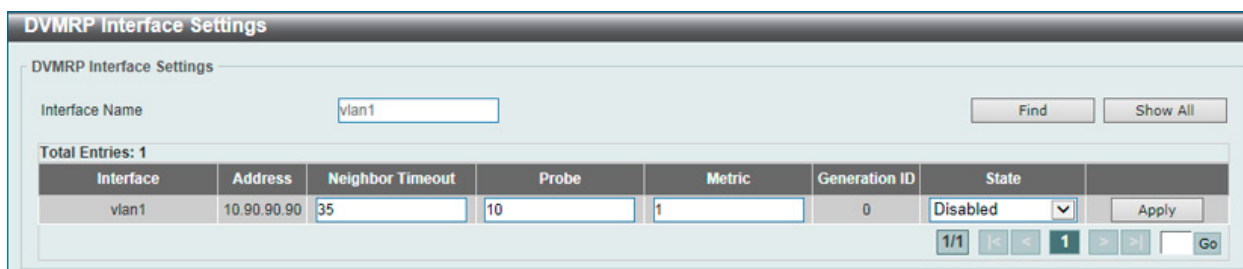 DVMRP Interface Settings
DVMRP Interface Settings
Interface Name vlan1 Find Show All
Total Entries: 1
Interface Address Neighbor Timeout Probe Metric Generation ID State
vlan1 10.90.90.90 35 10 1 0 Disabled Apply
1/1 |< < 1 > >| Go